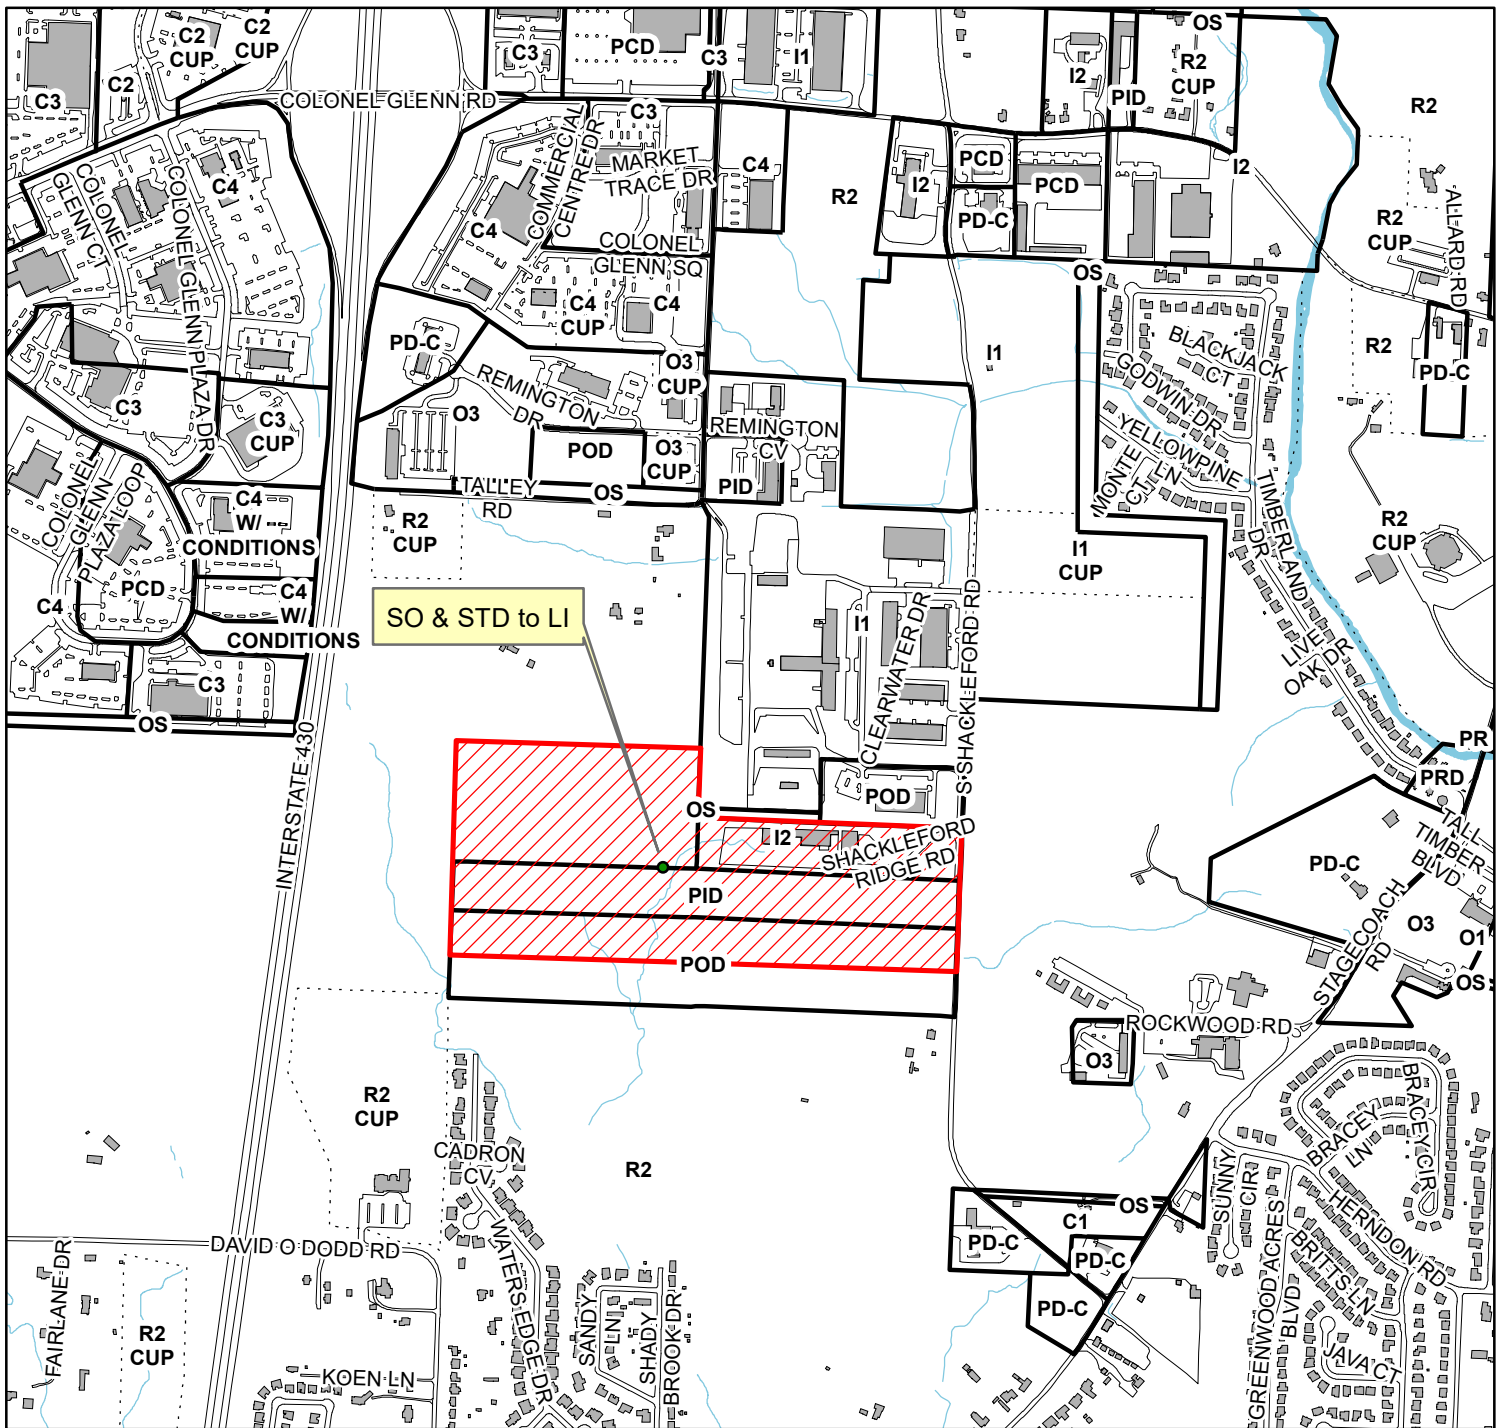 C2
CUP
C2
CUP
C3
PCD
C3
I1
I2
PID
R2
CUP
OS
R2
C3
C2
COLONEL GLENN RD
COMMERCIAL
CENTRE DR
C3
MARKET
TRACE DR
C4
R2
I2
PCD
PD-C
PCD
I2
R2
CUP
ALLARD RD
COLONEL
GLENN CT
COLONEL GLENN PLAZA DR
C4
C4
COLONEL
GLENN SQ
C4
CUP
C4
OS
I1
BLACKJACK
CT
GODWIN DR
YELLOWPINE
LN
MONTE
CT
TIMBERLAND
DR
R2
PD-C
PD-C
O3
CUP
REMINGTON
DR
O3
REMINGTON
CV
C3
C3
CUP
POD
O3
CUP
PID
COLONEL
GLENN
PLAZA LOOP
TALLEY
RD
OS
C4
W/
CONDITIONS
R2
CUP
R2
CUP
I1
CUP
PCD
C4
C4
W/
CONDITIONS
SO & STD to LI
I1
CLEARWATER DR
S SHACKLEFORD RD
LIVE
OAK DR
C3
OS
INTERSTATE 430
PR
PRD
TALL
TIMBER
BLVD
POD
OS
I2
SHACKLEFORD
RIDGE RD
PID
POD
PD-C
O3
O1
OS
STAGECOACH
RD
ROCKWOOD RD
O3
R2
CUP
BRACEY
LN
BRACEY CIR
CADRON
CV
R2
SUNNY
CIR
HERNDON RD
OS
C1
PD-C
PD-C
PD-C
GREENWOOD ACRES
BLVD
BRITTS LN
JAVA CT
DAVID O DODD RD
FAIRLANE DR
R2
CUP
WATERS EDGE DR
SANDY
LN
SHADY
BROOK DR
KOEN LN